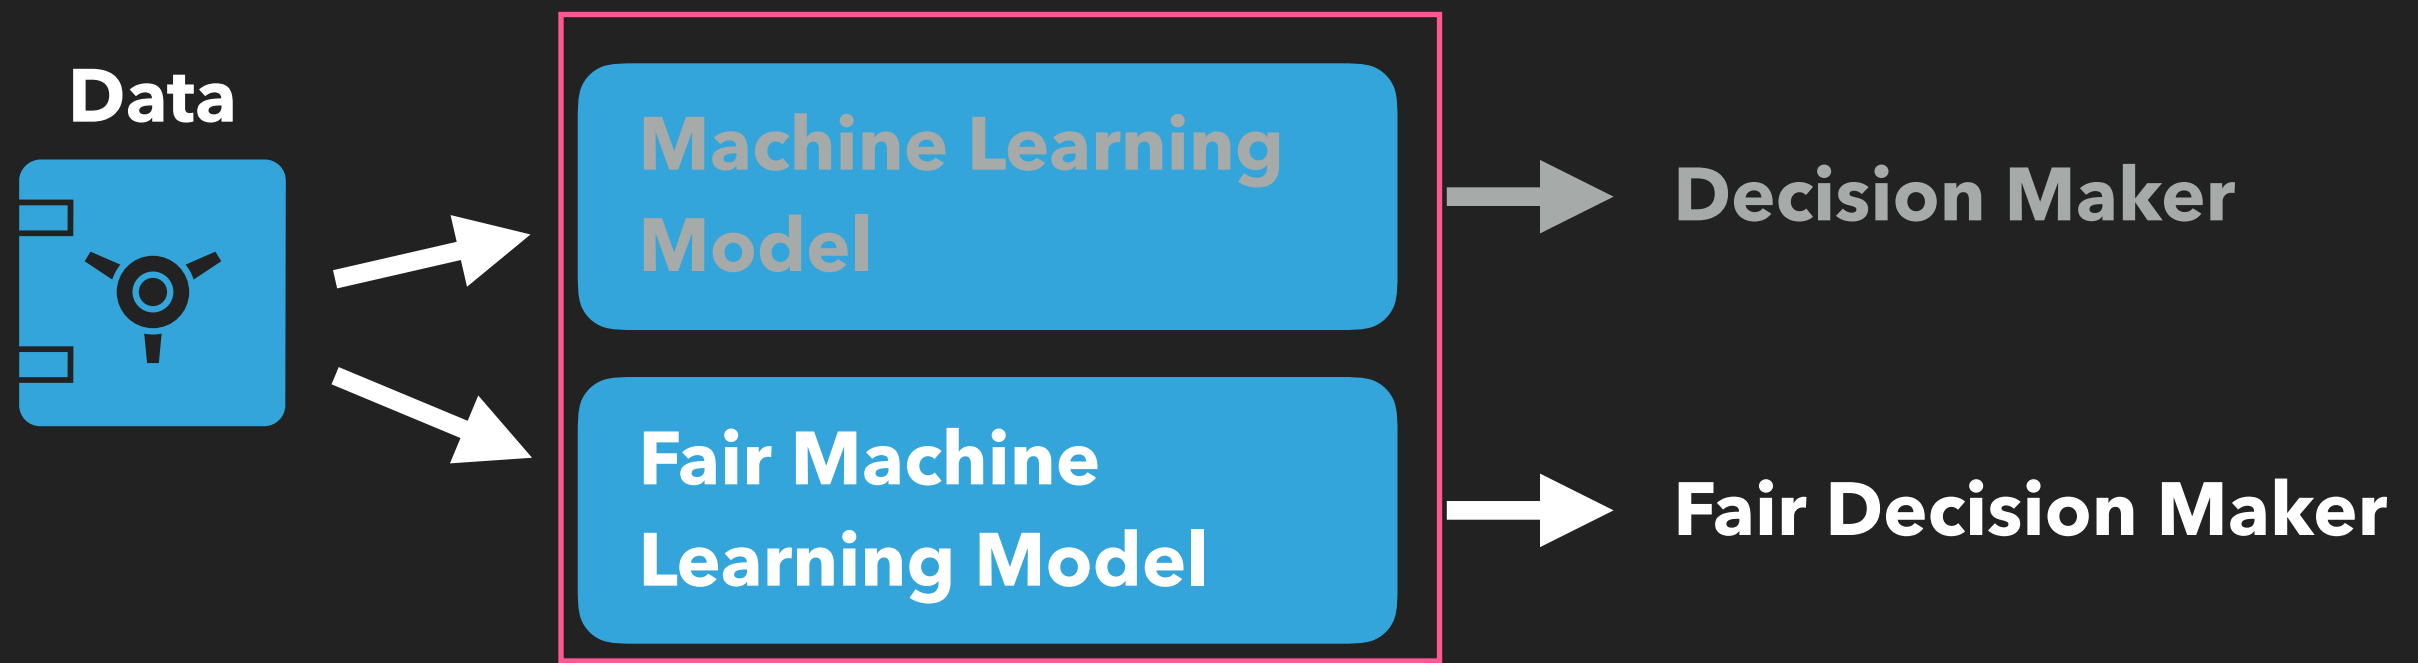 Data
Machine Learning
Model
Decision Maker
Fair Machine
Learning Model
Fair Decision Maker